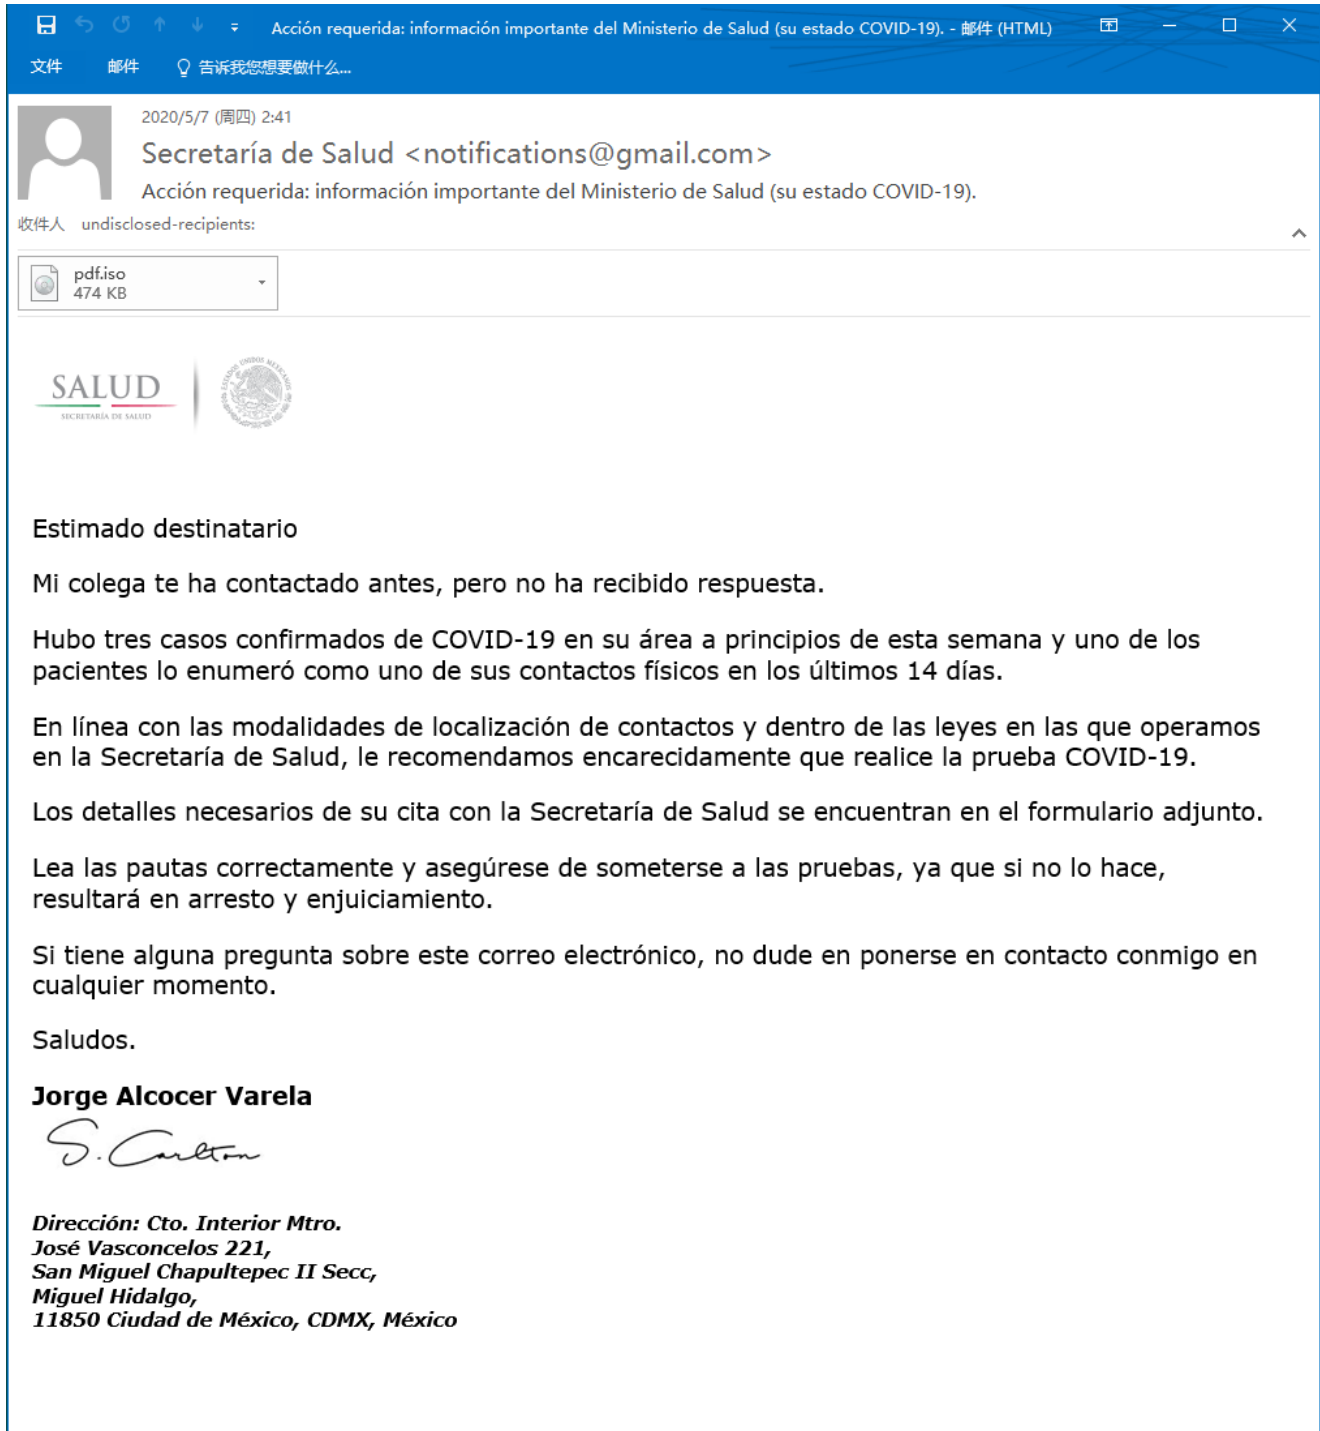 Acción requerida: información importante del Ministerio de Salud (su estado COVID-19). - 邮件 (HTML)
文件 邮件 告诉我您想要做什么...
2020/5/7 (周四) 2:41
Secretaría de Salud <notifications@gmail.com>
Acción requerida: información importante del Ministerio de Salud (su estado COVID-19).
收件人 undisclosed-recipients:
pdf.iso
474 KB
SALUD
SECRETARÍA DE SALUD
ESTADOS UNIDOS MEXICANOS
Estimado destinatario
Mi colega te ha contactado antes, pero no ha recibido respuesta.
Hubo tres casos confirmados de COVID-19 en su área a principios de esta semana y uno de los
pacientes lo enumeró como uno de sus contactos físicos en los últimos 14 días.
En línea con las modalidades de localización de contactos y dentro de las leyes en las que operamos
en la Secretaría de Salud, le recomendamos encarecidamente que realice la prueba COVID-19.
Los detalles necesarios de su cita con la Secretaría de Salud se encuentran en el formulario adjunto.
Lea las pautas correctamente y asegúrese de someterse a las pruebas, ya que si no lo hace,
resultará en arresto y enjuiciamiento.
Si tiene alguna pregunta sobre este correo electrónico, no dude en ponerse en contacto conmigo en
cualquier momento.
Saludos.
Jorge Alcocer Varela
S. Carlton
Dirección: Cto. Interior Mtro.
José Vasconcelos 221,
San Miguel Chapultepec II Secc,
Miguel Hidalgo,
11850 Ciudad de México, CDMX, México